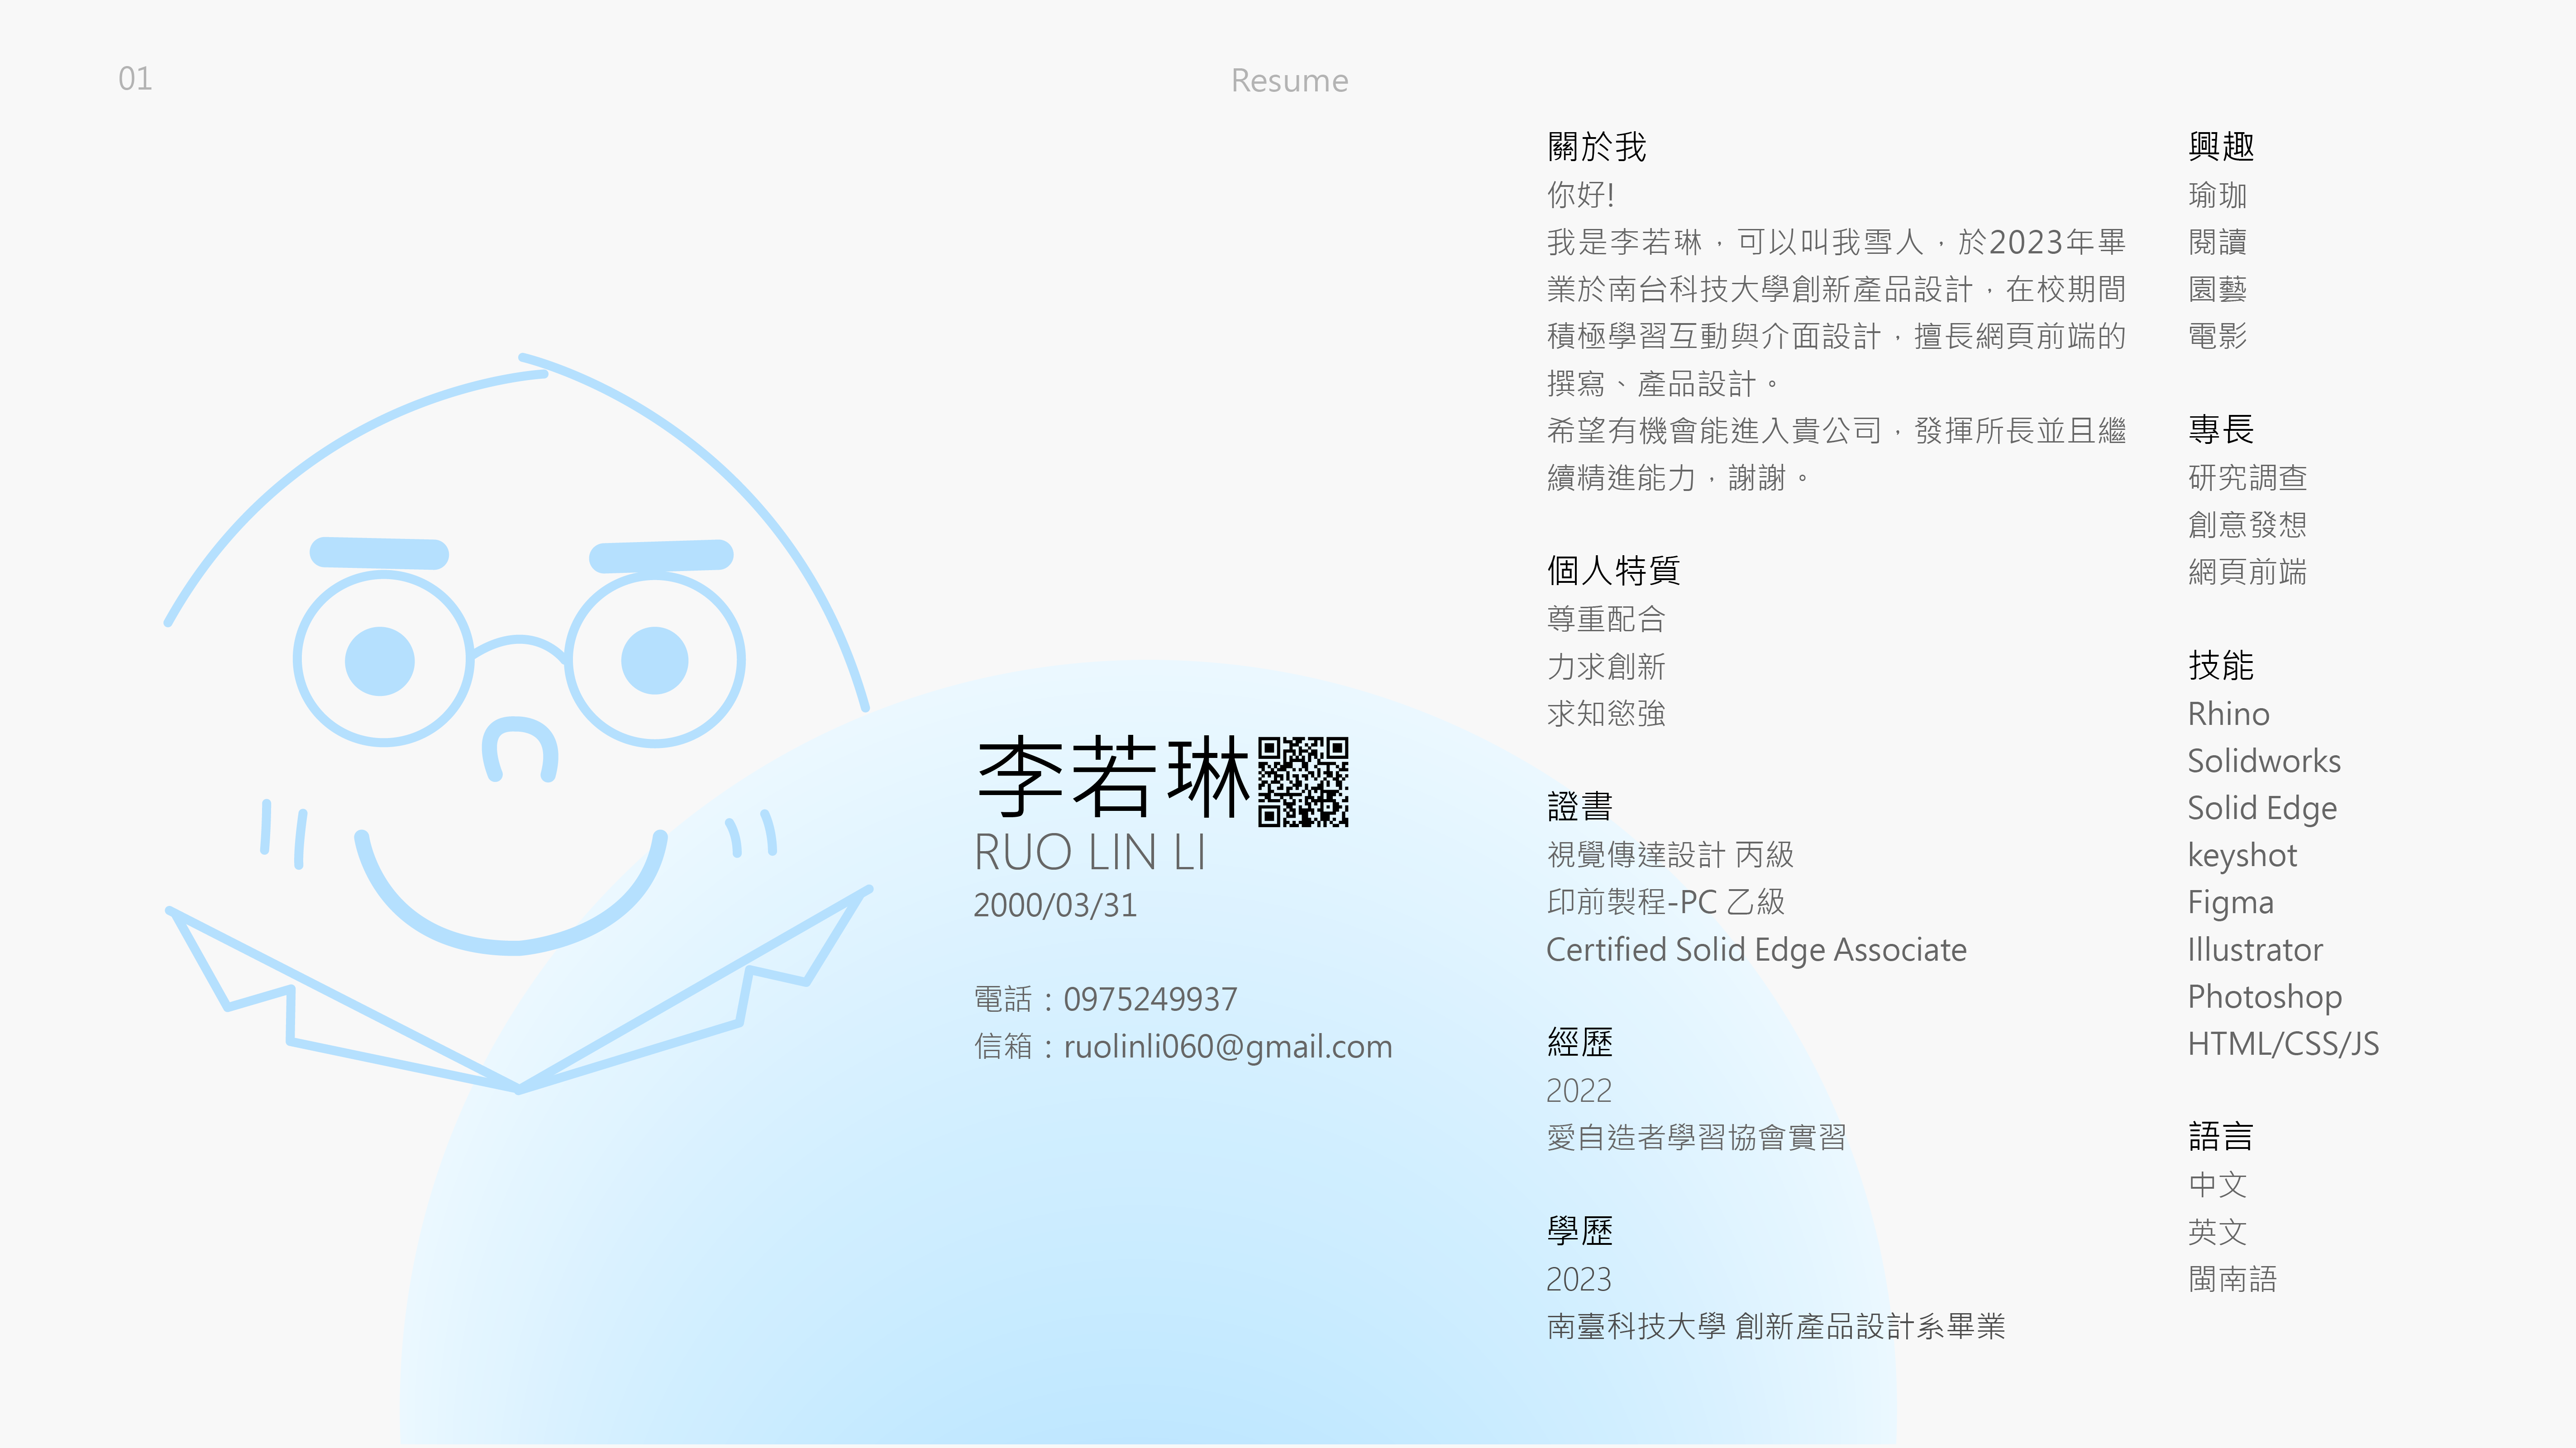 01
Resume
李若琳
RUO LIN LI
2000/03/31
電話：0975249937
信箱：ruolinli060@gmail.com
關於我
你好!
我是李若琳，可以叫我雪人，於2023年畢
業於南台科技大學創新產品設計，在校期間
積極學習互動與介面設計，擅長網頁前端的
撰寫、產品設計。
希望有機會能進入貴公司，發揮所長並且繼
續精進能力，謝謝。
個人特質
尊重配合
力求創新
求知慾強
證書
視覺傳達設計 丙級
印前製程-PC 乙級
Certified Solid Edge Associate
經歷
2022
愛自造者學習協會實習
學歷
2023
南臺科技大學 創新產品設計系畢業
興趣
瑜珈
閱讀
園藝
電影
專長
研究調查
創意發想
網頁前端
技能
Rhino
Solidworks
Solid Edge
keyshot
Figma
Illustrator
Photoshop
HTML/CSS/JS
語言
中文
英文
閩南語